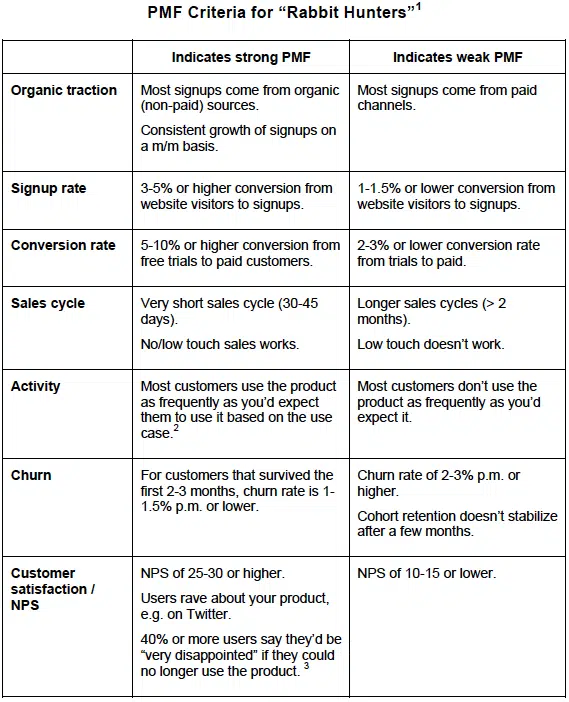 PMF Criteria for “Rabbit Hunters”1
Indicates strong PMF
Indicates weak PMF
Organic traction
Most signups come from organic
(non-paid) sources.
Consistent growth of signups on
a m/m basis.
Most signups come from paid
channels.
Signup rate
3-5% or higher conversion from
website visitors to signups.
1-1.5% or lower conversion from
website visitors to signups.
Conversion rate
5-10% or higher conversion from
free trials to paid customers.
2-3% or lower conversion rate
from trials to paid.
Sales cycle
Very short sales cycle (30-45
days).
No/low touch sales works.
Longer sales cycles (> 2
months).
Low touch doesn’t work.
Activity
Most customers use the product
as frequently as you’d expect
them to use it based on the use
case.2
Most customers don’t use the
product as frequently as you’d
expect it.
Churn
For customers that survived the
first 2-3 months, churn rate is 1-
1.5% p.m. or lower.
Churn rate of 2-3% p.m. or
higher.
Cohort retention doesn’t stabilize
after a few months.
Customer
satisfaction /
NPS
NPS of 25-30 or higher.
Users rave about your product,
e.g. on Twitter.
40% or more users say they’d be
“very disappointed” if they could
no longer use the product. 3
NPS of 10-15 or lower.